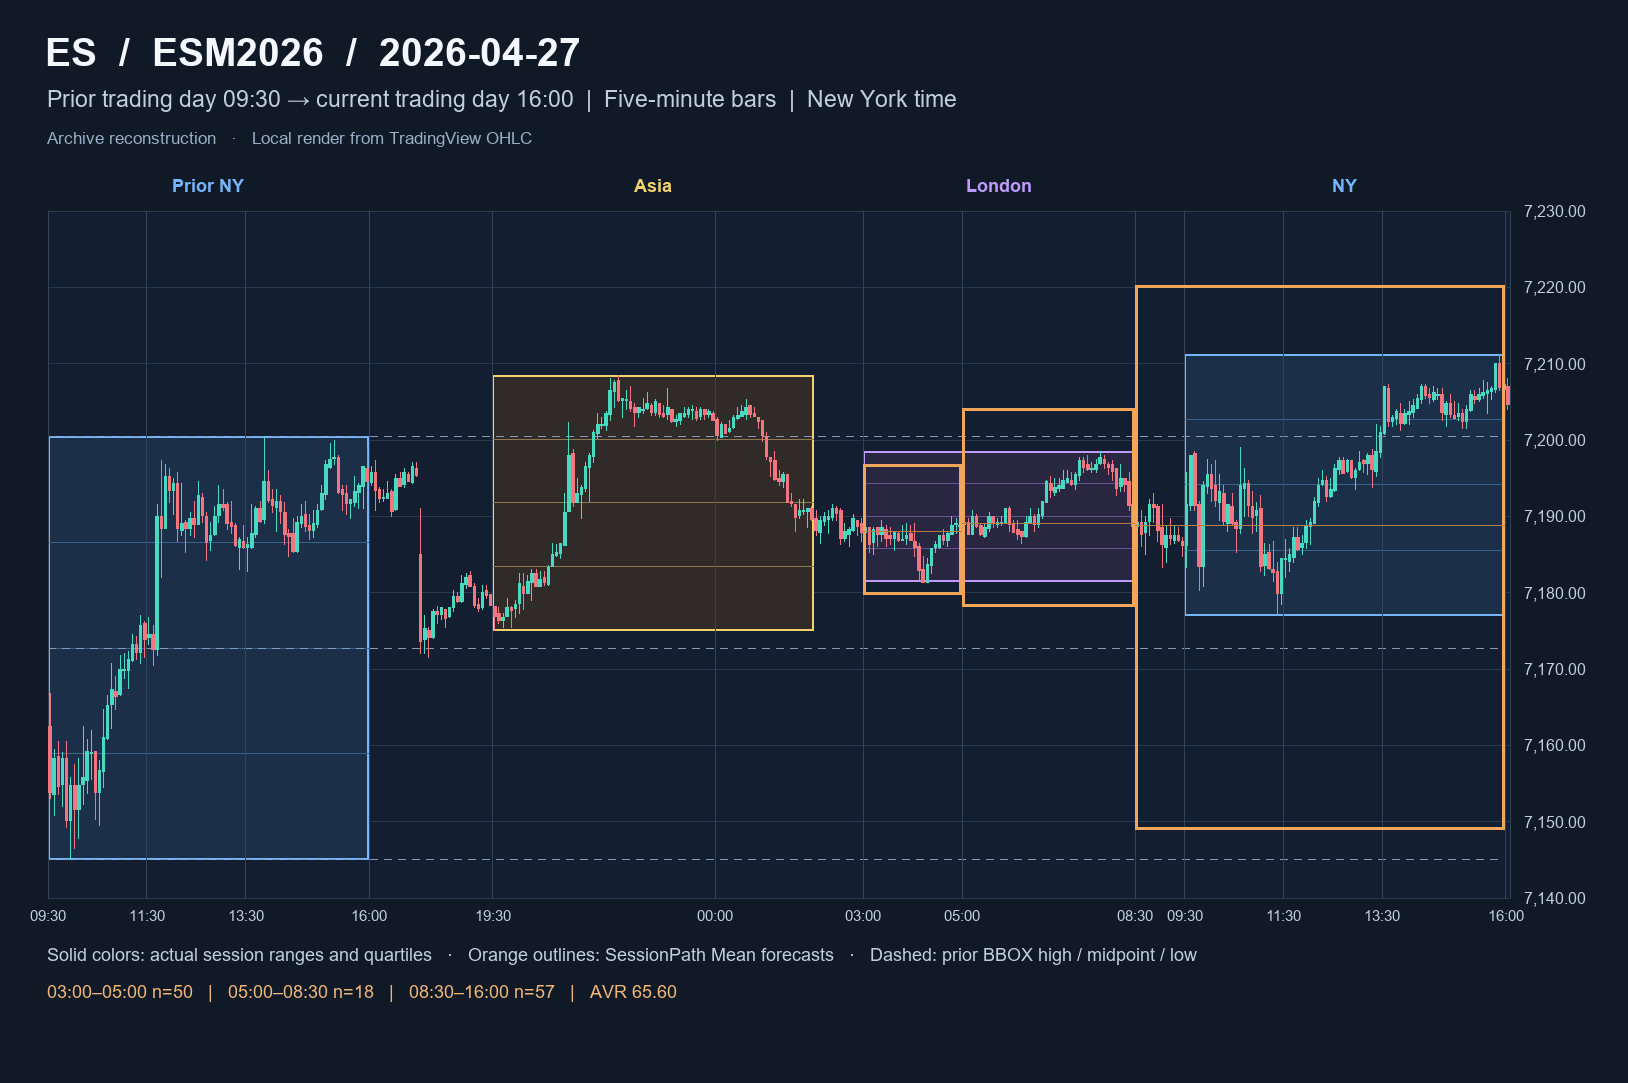 ES / ESM2026 / 2026-04-27
Prior trading day 09:30 → current trading day 16:00 | Five-minute bars | New York time
Archive reconstruction · Local render from TradingView OHLC
Prior NY Asia London NY
7,230.00
7,220.00
7,210.00
7,200.00
7,190.00
7,180.00
7,170.00
7,160.00
7,150.00
7,140.00
09:30 11:30 13:30 16:00 19:30 00:00 03:00 05:00 08:30 09:30 11:30 13:30 16:00
Solid colors: actual session ranges and quartiles · Orange outlines: SessionPath Mean forecasts · Dashed: prior BBOX high / midpoint / low
03:00–05:00 n=50 | 05:00–08:30 n=18 | 08:30–16:00 n=57 | AVR 65.60